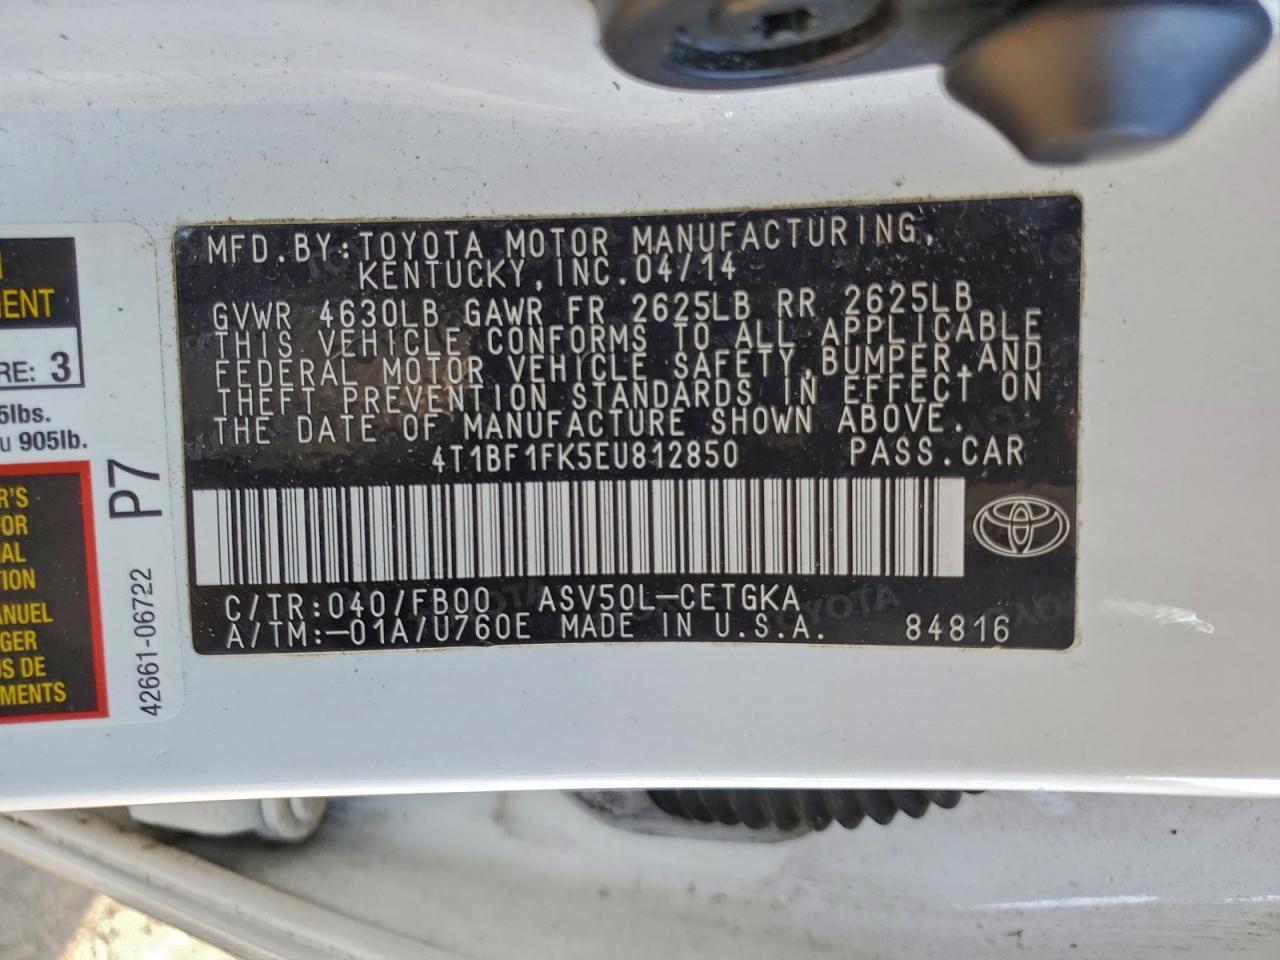 MFD.BY:TOYOTA MOTOR MANUFACTURING,
KENTUCKY,INC.04/14
GVWR 4630LB GAWR FR 2625LB RR 2625LB
THIS VEHICLE CONFORMS TO ALL APPLICABLE
FEDERAL MOTOR VEHICLE SAFETY,BUMPER,AND
THEFT PREVENTION STANDARDS IN EFFECT ON
THE DATE OF MANUFACTURE SHOWN ABOVE.
4T1BF1FK5EU812850 PASS.CAR
C/TR:040/FB00 ASV50L-CETGKA
A/TM:-01A/U760E MADE IN U.S.A. 84816
MENT
RE: 3
5lbs.
u 905lb.
R'S
FOR
AL
TION
ANUEL
GER
US DE
MENTS
P7
42661-06722